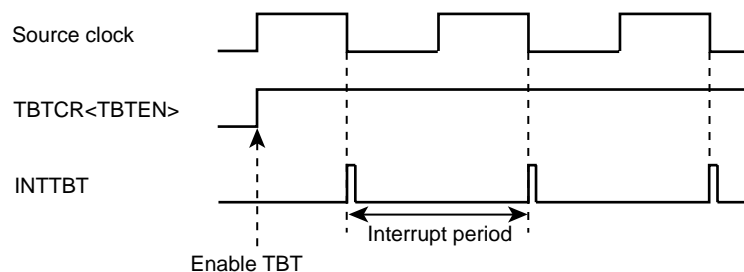 Source clock
TBTCR<TBTEN>
INTTBT
Interrupt period
Enable TBT